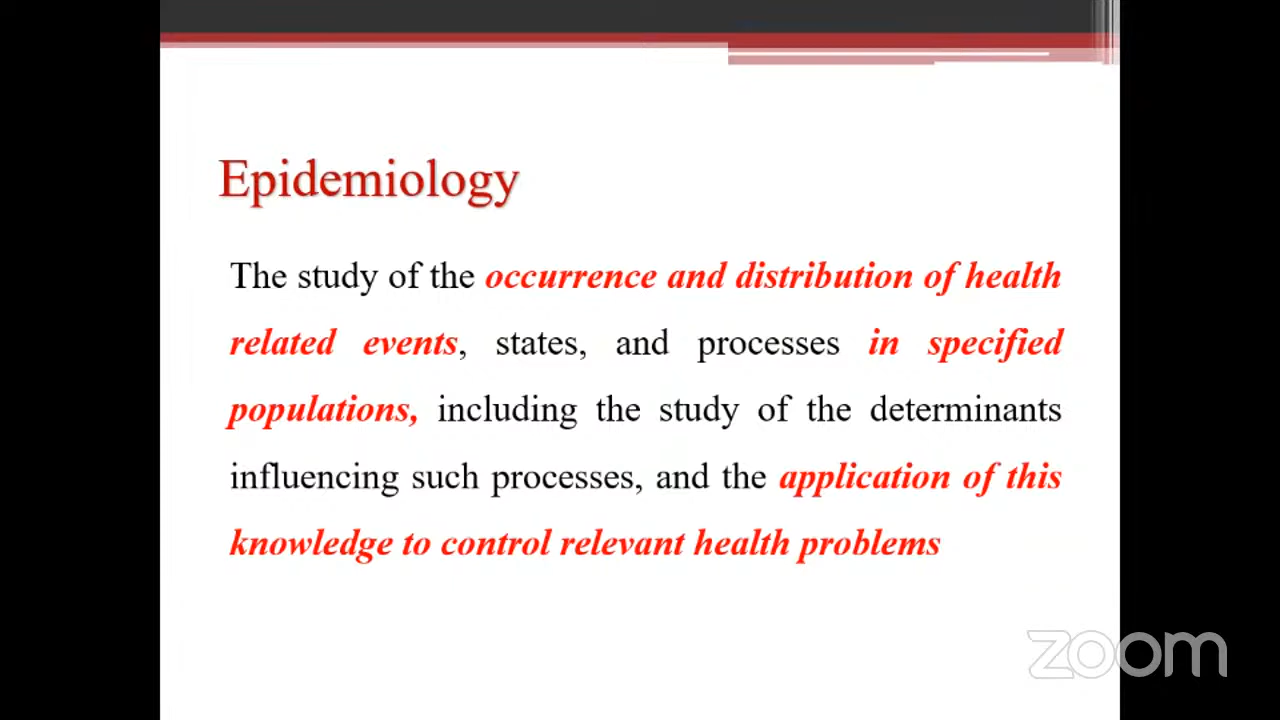 Epidemiology
The study of the occurrence and distribution of health
related events, states, and processes in specified
populations, including the study of the determinants
influencing such processes, and the application of this
knowledge to control relevant health problems
zoom